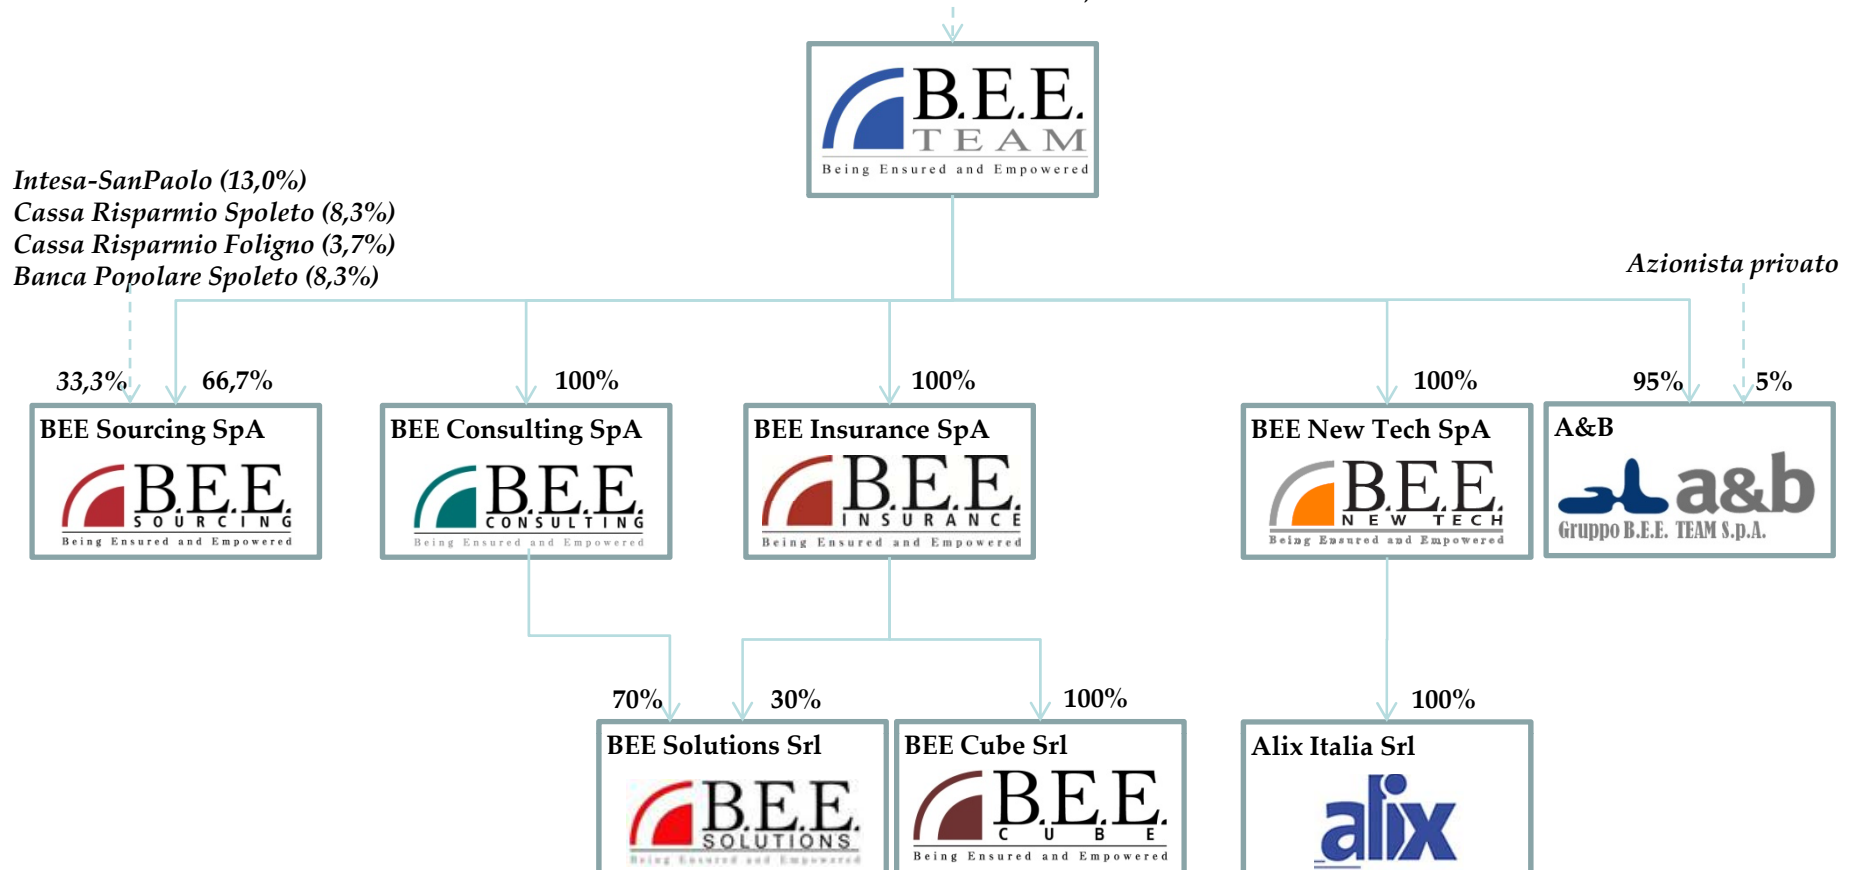 B.E.E.
TEAM
Being Ensured and Empowered
Intesa-SanPaolo (13,0%)
Cassa Risparmio Spoleto (8,3%)
Cassa Risparmio Foligno (3,7%)
Banca Popolare Spoleto (8,3%)
Azionista privato
33,3% 66,7% 100% 100% 100% 95% 5%
BEE Sourcing SpA
B.E.E.
SOURCING
Being Ensured and Empowered
BEE Consulting SpA
B.E.E.
CONSULTING
Being Ensured and Empowered
BEE Insurance SpA
B.E.E.
INSURANCE
Being Ensured and Empowered
BEE New Tech SpA
B.E.E.
NEW TECH
Being Ensured and Empowered
A&B
a&b
Gruppo B.E.E. TEAM S.p.A.
70% 30% 100% 100%
BEE Solutions Srl
B.E.E.
SOLUTIONS
Being Ensured and Empowered
BEE Cube Srl
B.E.E.
CUBE
Being Ensured and Empowered
Alix Italia Srl
alix